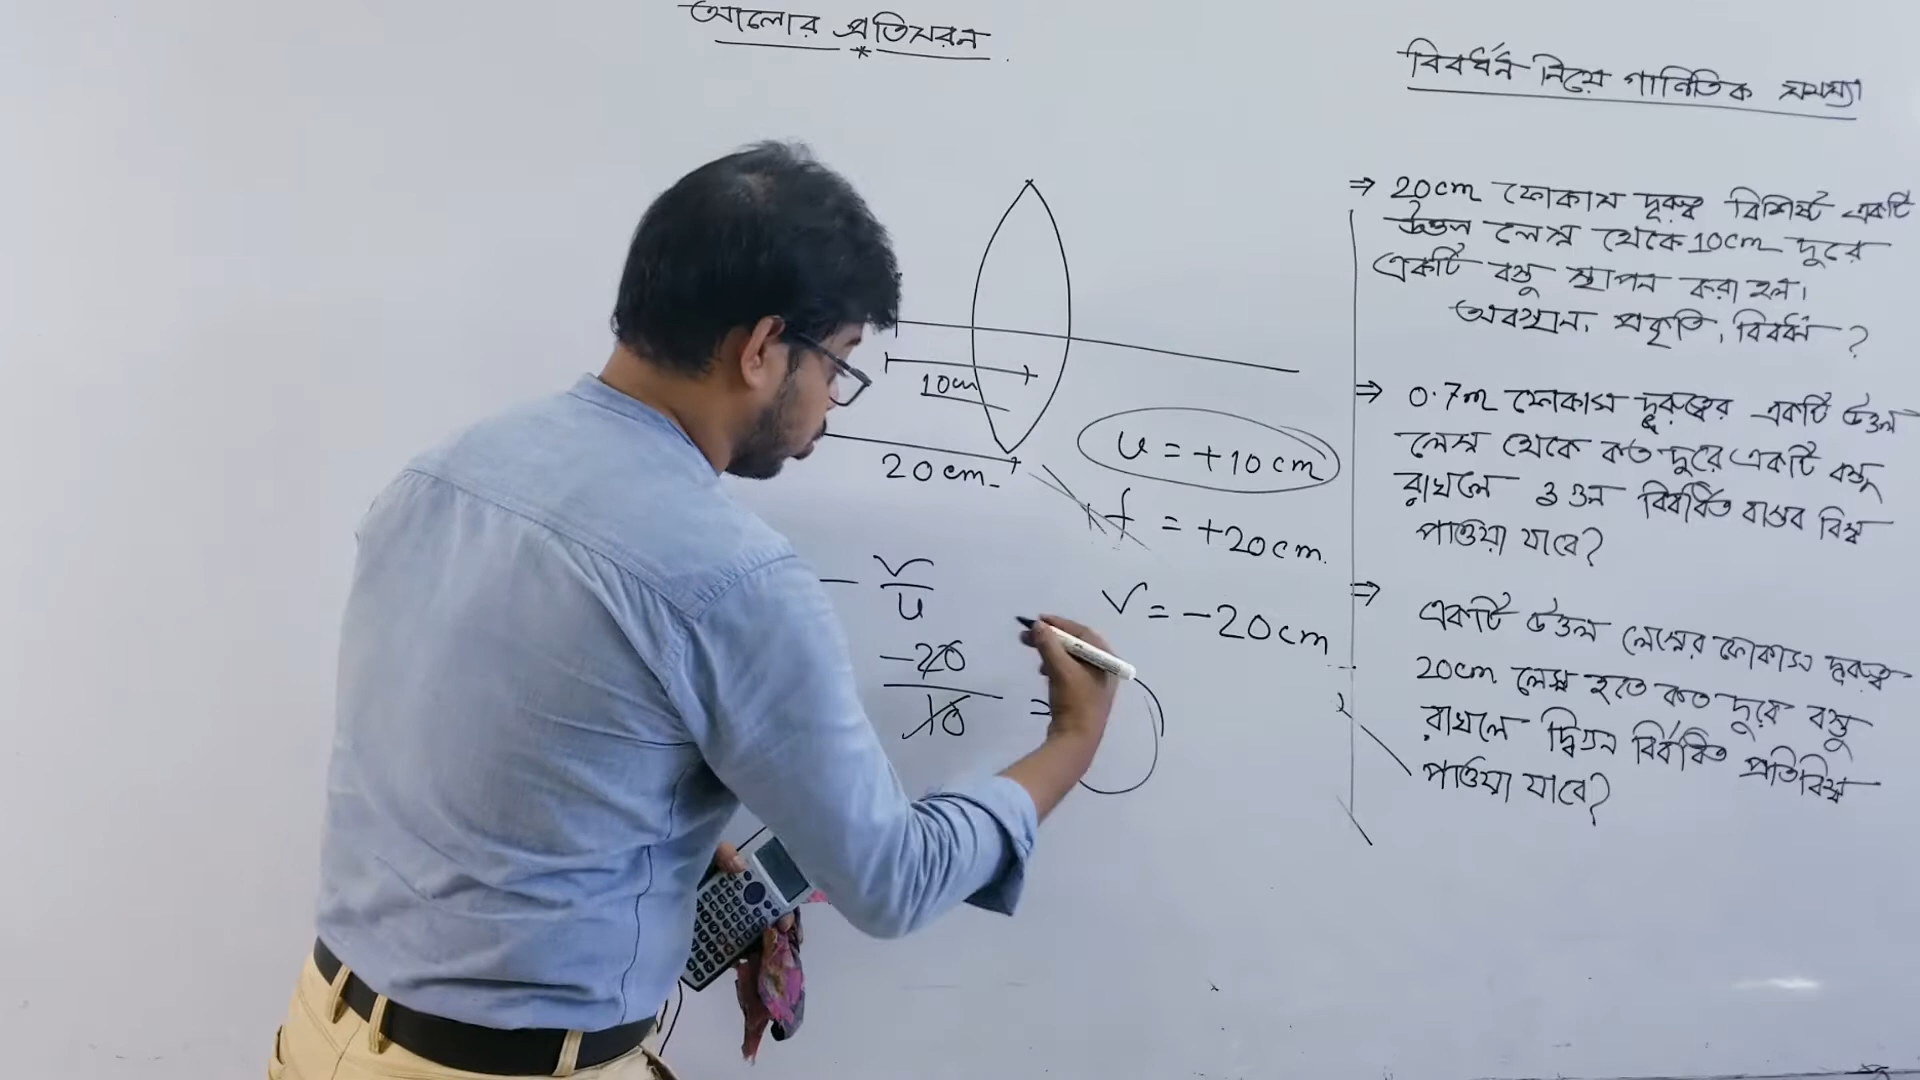 আলোর প্রতিসরন
বিবর্ধন নিয়ে গানিতিক সমস্যা
10cm
20cm
u = +10cm
f = +20cm.
v = -20cm
- v/u
-20/10 =
⇒ 20cm ফোকাস দূরত্ব বিশিষ্ট একটি
উত্তল লেন্স থেকে 10cm দুরে
একটি বস্তু স্থাপন করা হল।
অবস্থান, প্রকৃতি, বিবর্ধন ?
⇒ 0.7m ফোকাস দূরত্বের একটি উত্তল
লেন্স থেকে কত দুরে একটি বস্তু
রাখলে ৩ গুন বিবর্ধিত বাস্তব বিম্ব
পাওয়া যাবে?
⇒ একটি উত্তল লেন্সের ফোকাস দূরত্ব
20cm লেন্স হতে কত দূরে বস্তু
রাখলে দ্বিগুন বিবর্ধিত প্রতিবিম্ব
পাওয়া যাবে?